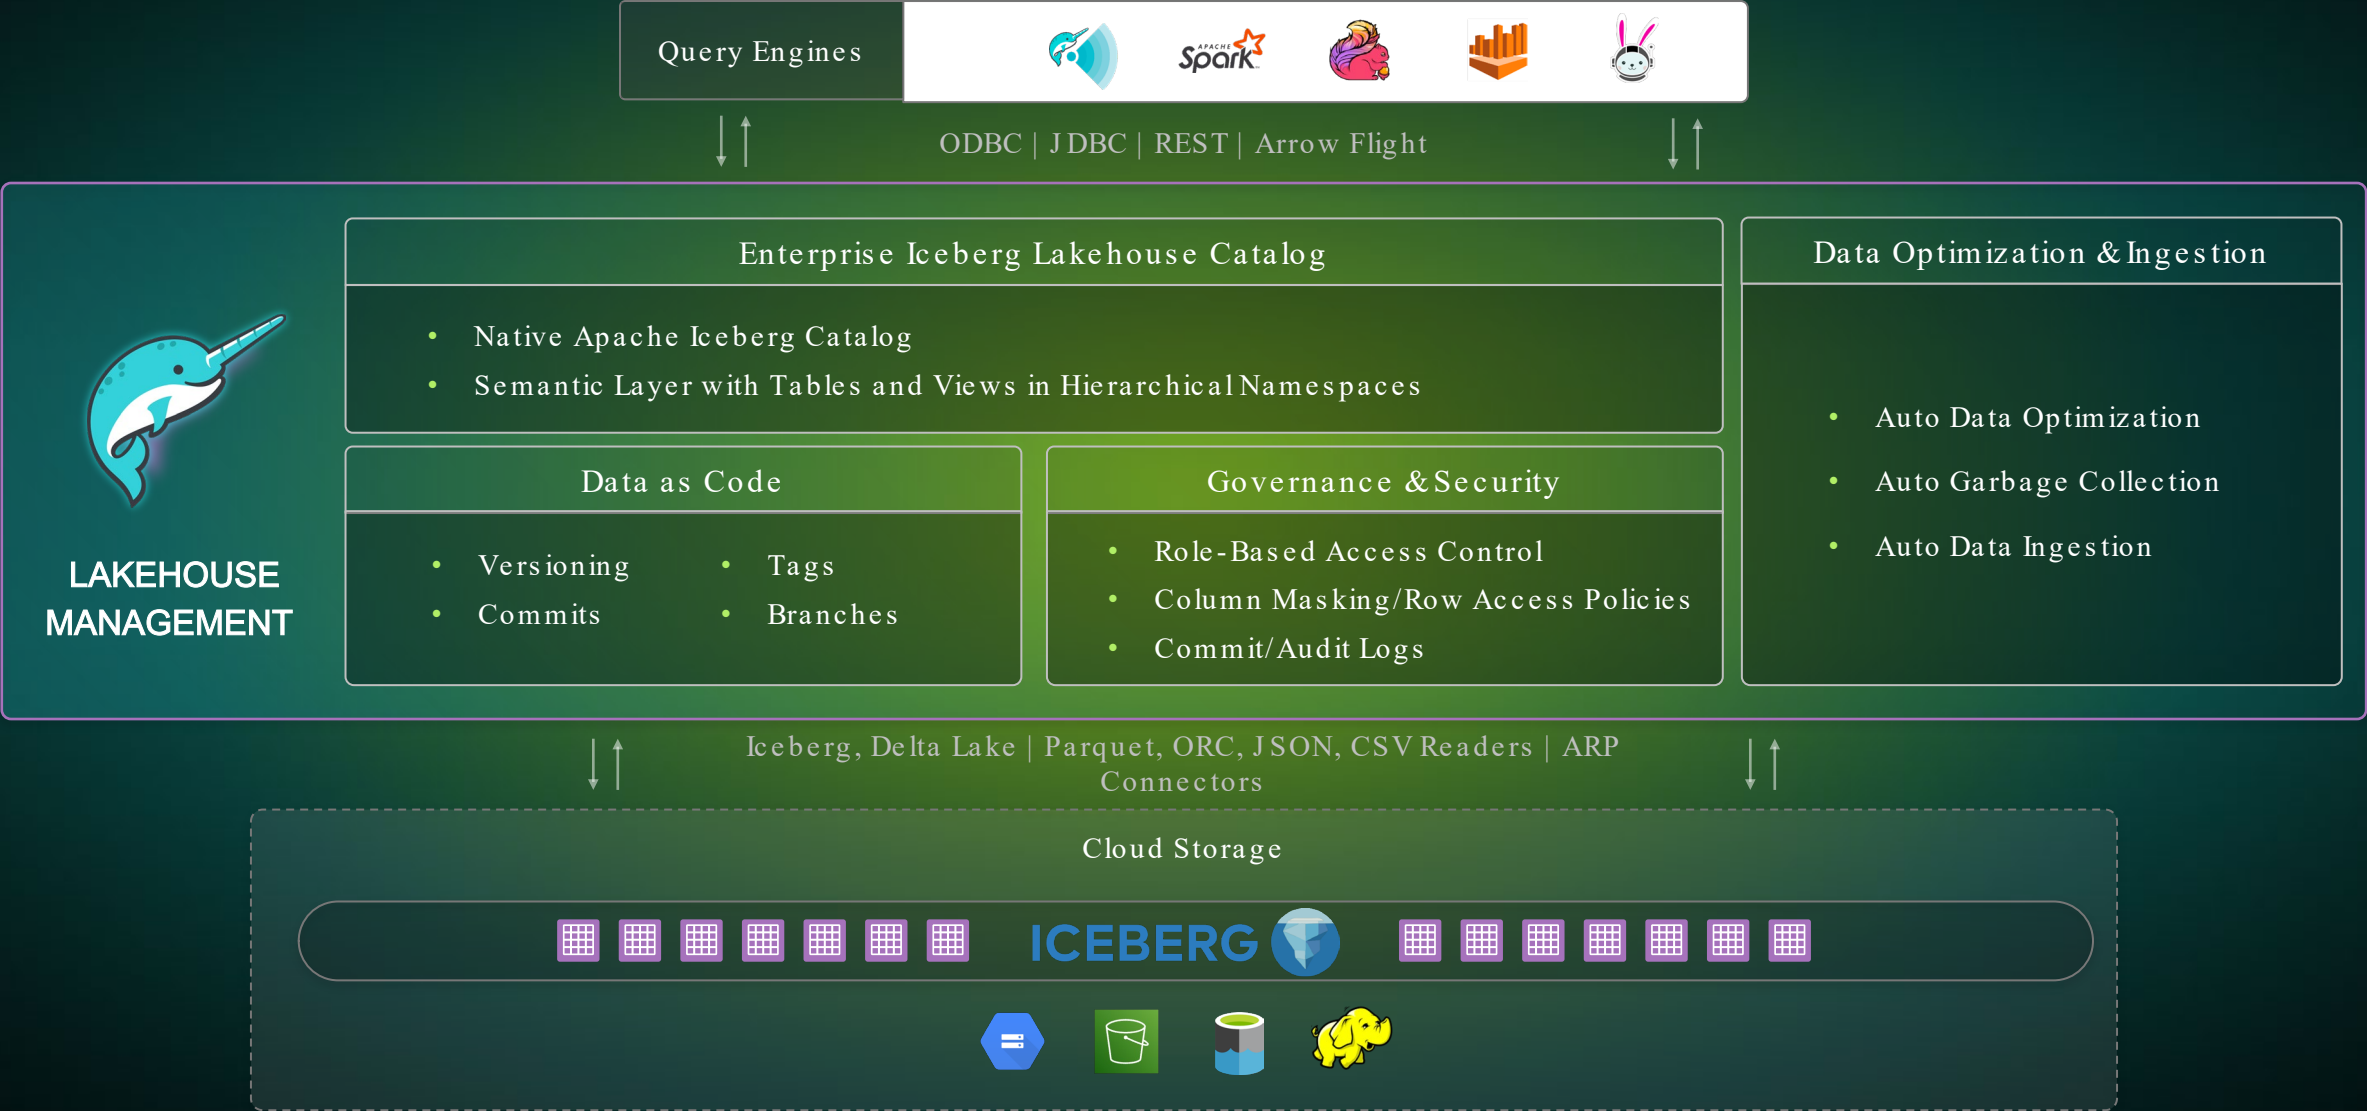 Query Engines
APACHE
Spark
ODBC | JDBC | REST | Arrow Flight
Enterprise Iceberg Lakehouse Catalog
• Native Apache Iceberg Catalog
• Semantic Layer with Tables and Views in Hierarchical Namespaces
Data Optimization & Ingestion
• Auto Data Optimization
• Auto Garbage Collection
• Auto Data Ingestion
LAKEHOUSE
MANAGEMENT
Data as Code
• Versioning
• Commits
• Tags
• Branches
Governance & Security
• Role-Based Access Control
• Column Masking/Row Access Policies
• Commit/Audit Logs
Iceberg, Delta Lake | Parquet, ORC, JSON, CSV Readers | ARP
Connectors
Cloud Storage
ICEBERG